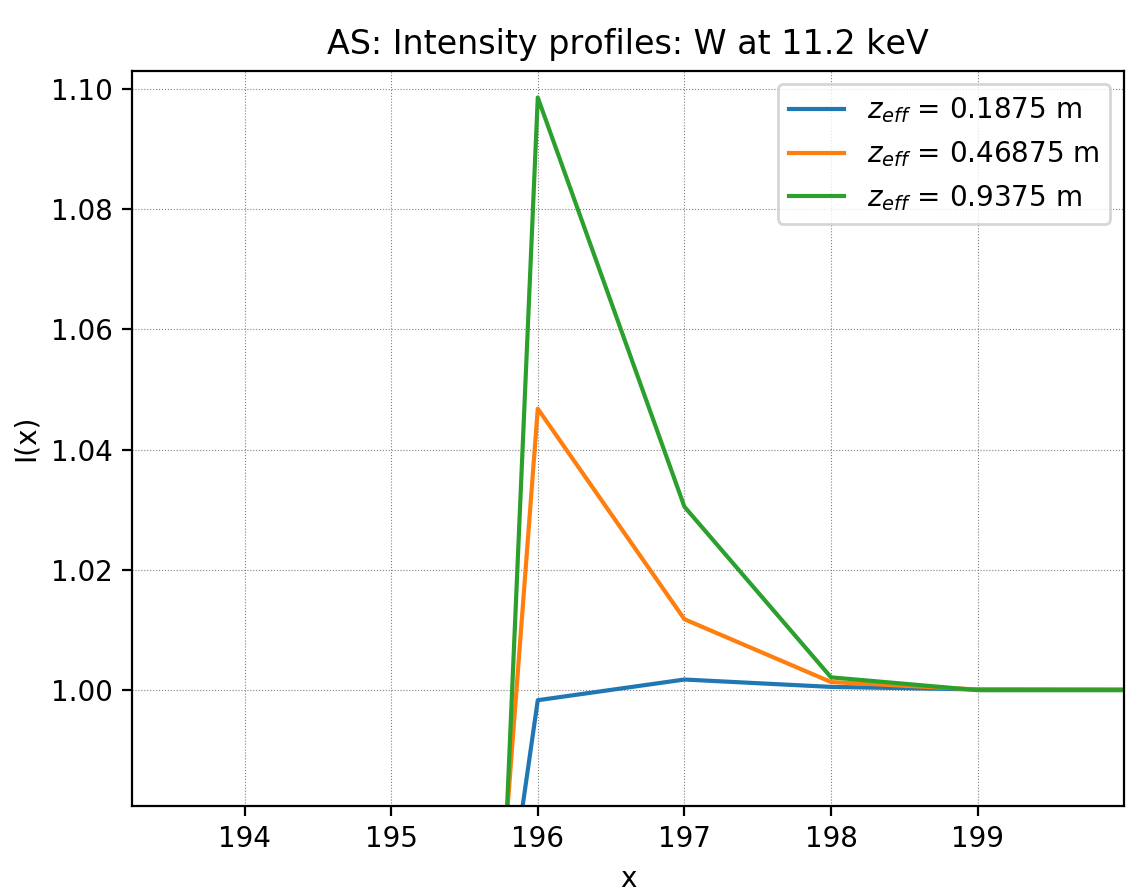 AS: Intensity profiles: W at 11.2 keV
z_eff = 0.1875 m
z_eff = 0.46875 m
z_eff = 0.9375 m
I(x)
1.10
1.08
1.06
1.04
1.02
1.00
194 195 196 197 198 199
x